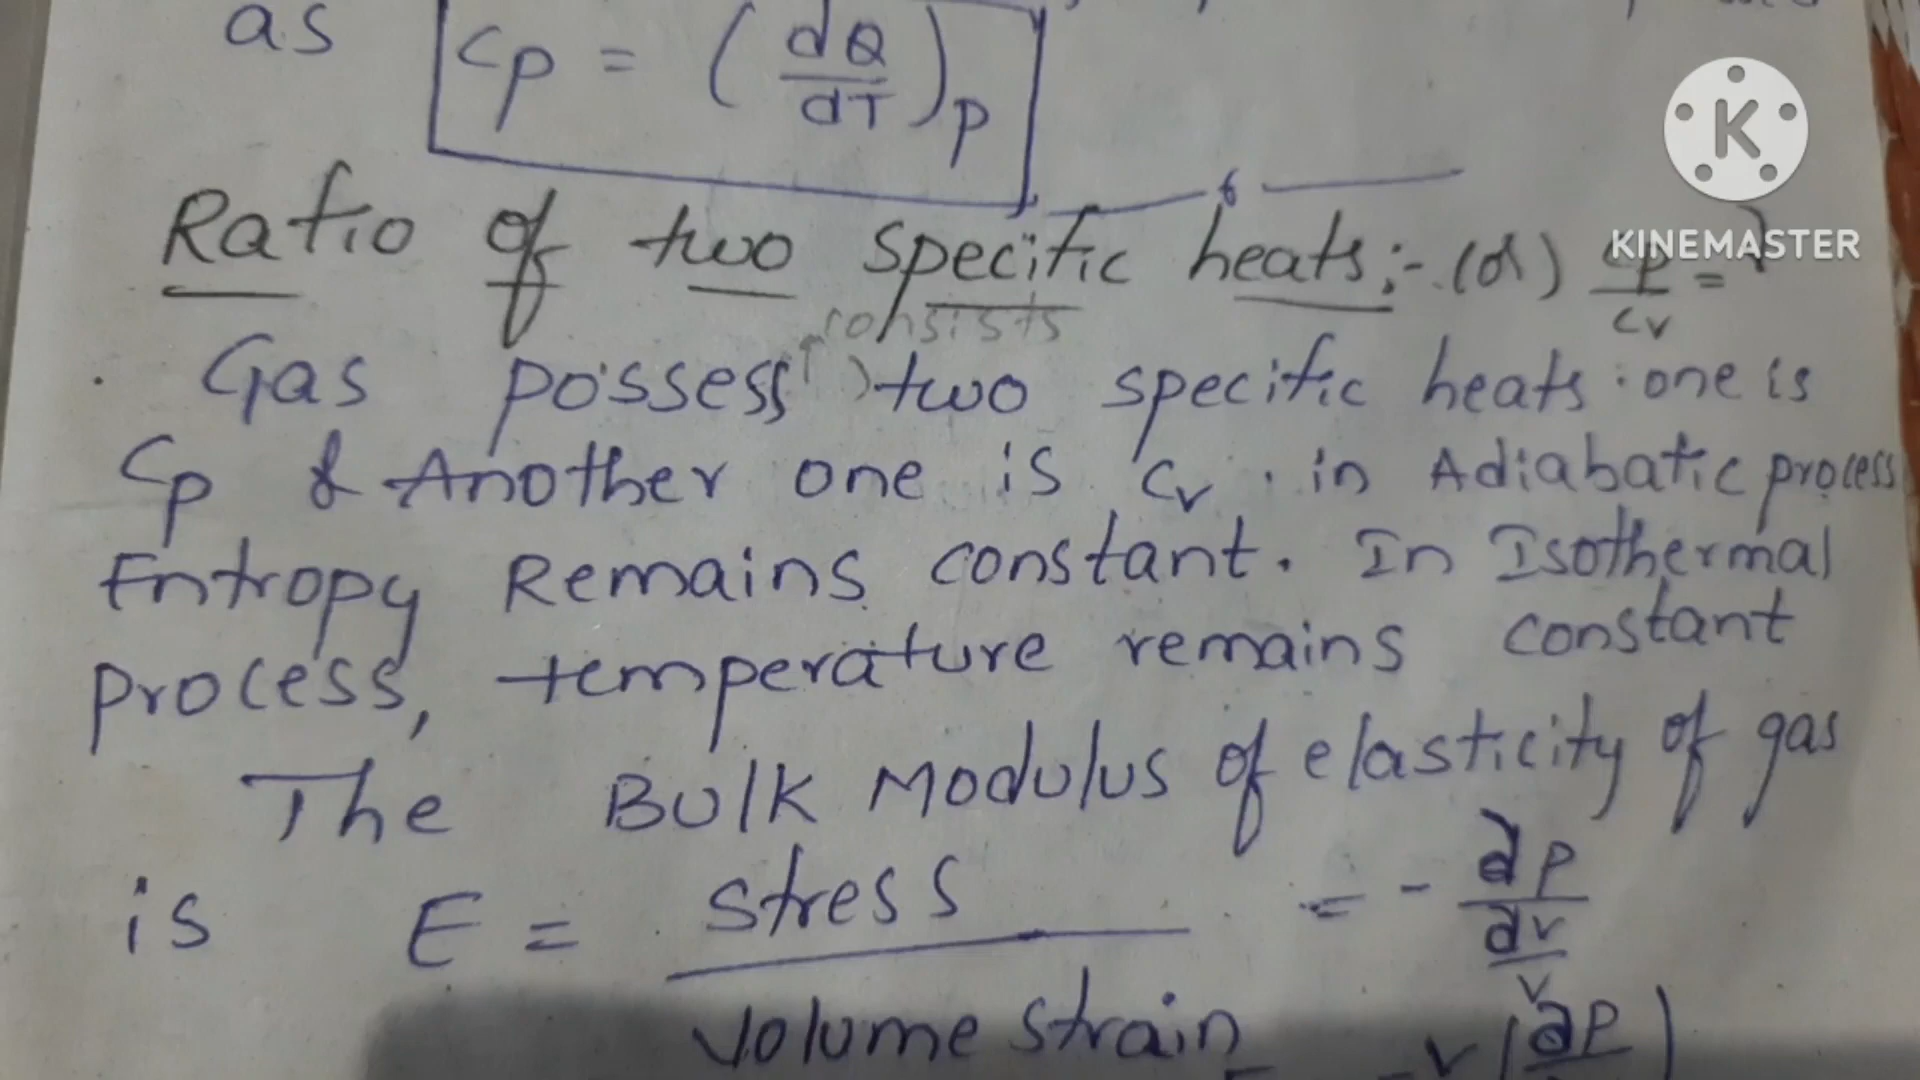 as Cp = (dQ/dT)p
6
Ratio of two specific heats:- (or) Cp/Cv =
consists
Gas possess ( ) two specific heats. one is
Cp & Another one is Cv. in Adiabatic process
Entropy Remains constant. In Isothermal
process, temperature remains constant
The Bulk Modulus of elasticity of gas
is E = stress/volume strain = - ∂p/(∂v/v)
-v(∂p
K
KINEMASTER